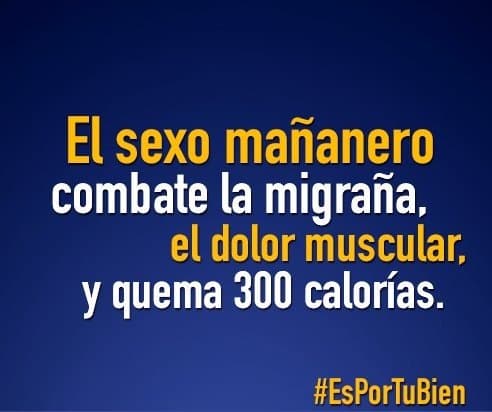 El sexo mañanero
combate la migraña,
el dolor muscular,
y quema 300 calorías.
#EsPorTuBien